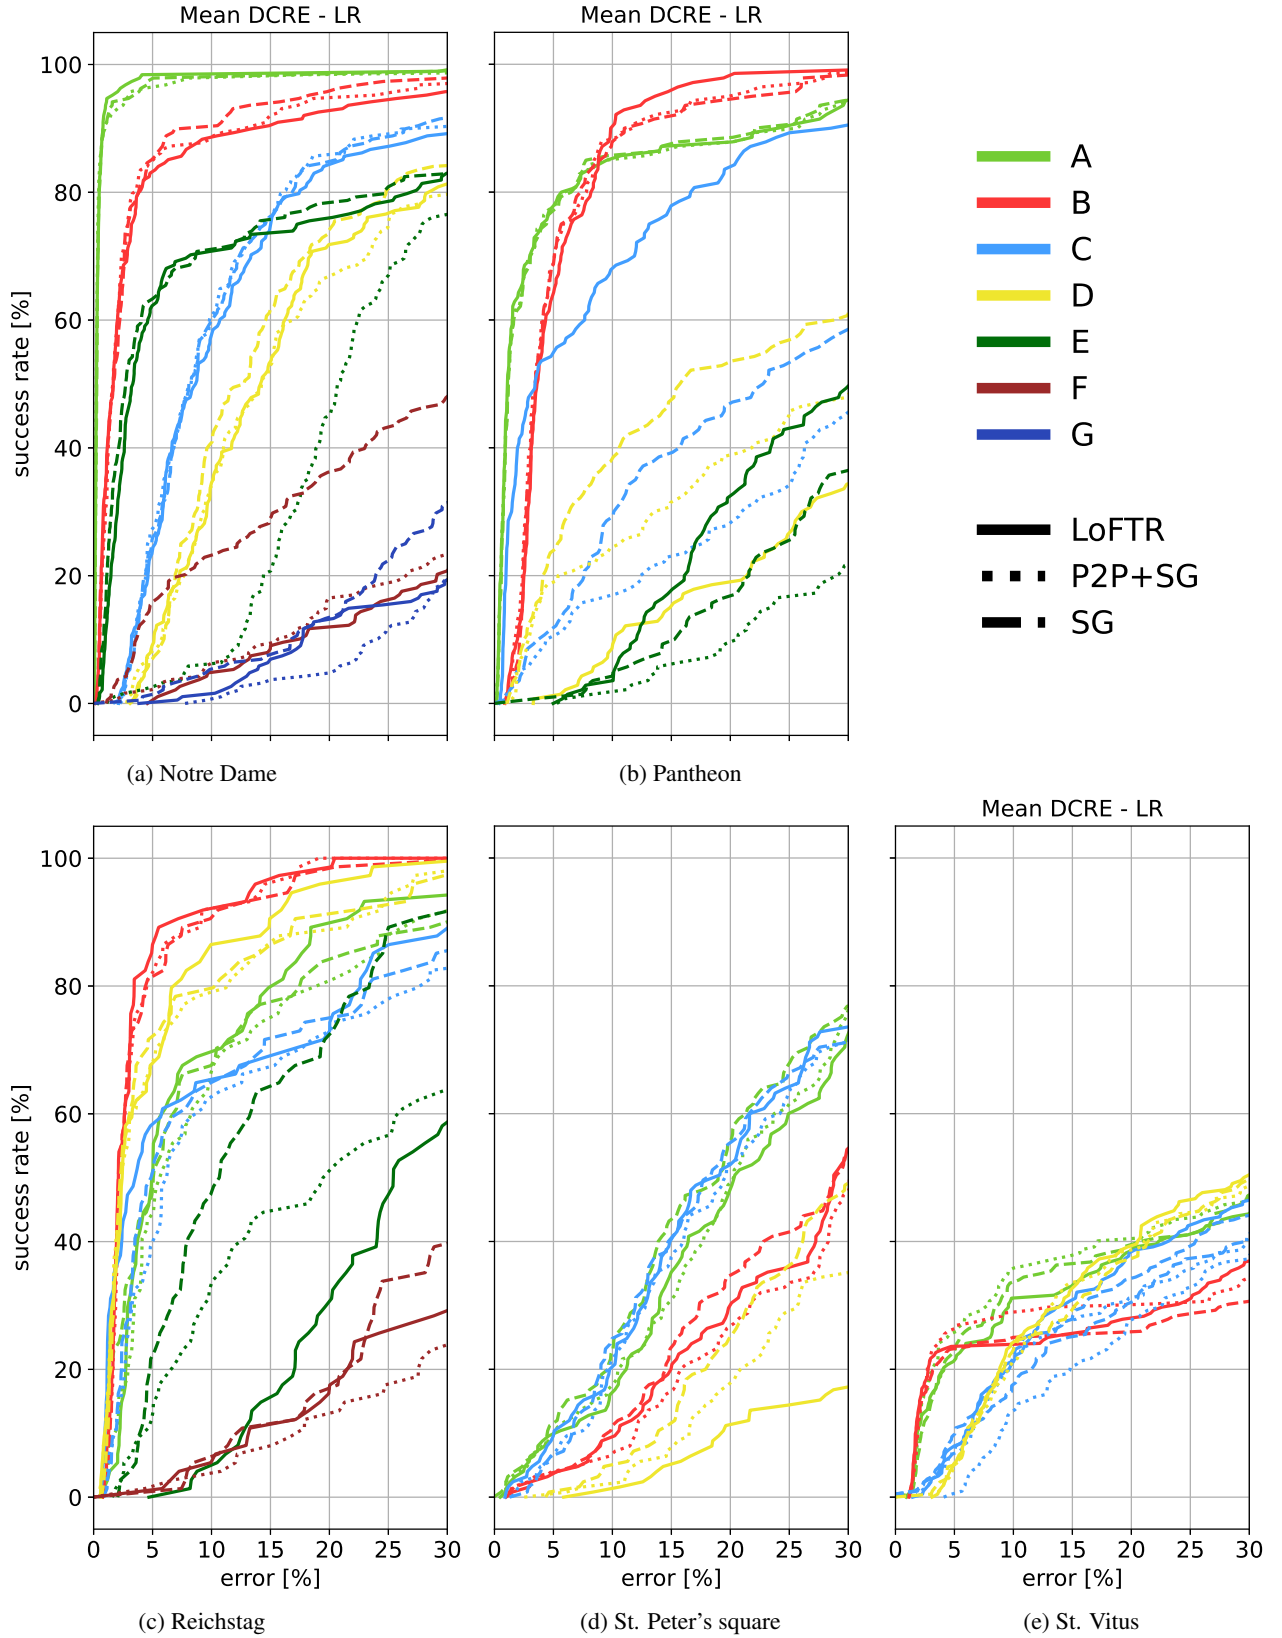 Mean DCRE - LR
Mean DCRE - LR
success rate [%]
100
80
60
40
20
0
A
B
C
D
E
F
G
LoFTR
P2P+SG
SG
(a) Notre Dame
(b) Pantheon
Mean DCRE - LR
success rate [%]
100
80
60
40
20
0
0 5 10 15 20 25 30
0 5 10 15 20 25 30
0 5 10 15 20 25 30
error [%]
error [%]
error [%]
(c) Reichstag
(d) St. Peter's square
(e) St. Vitus